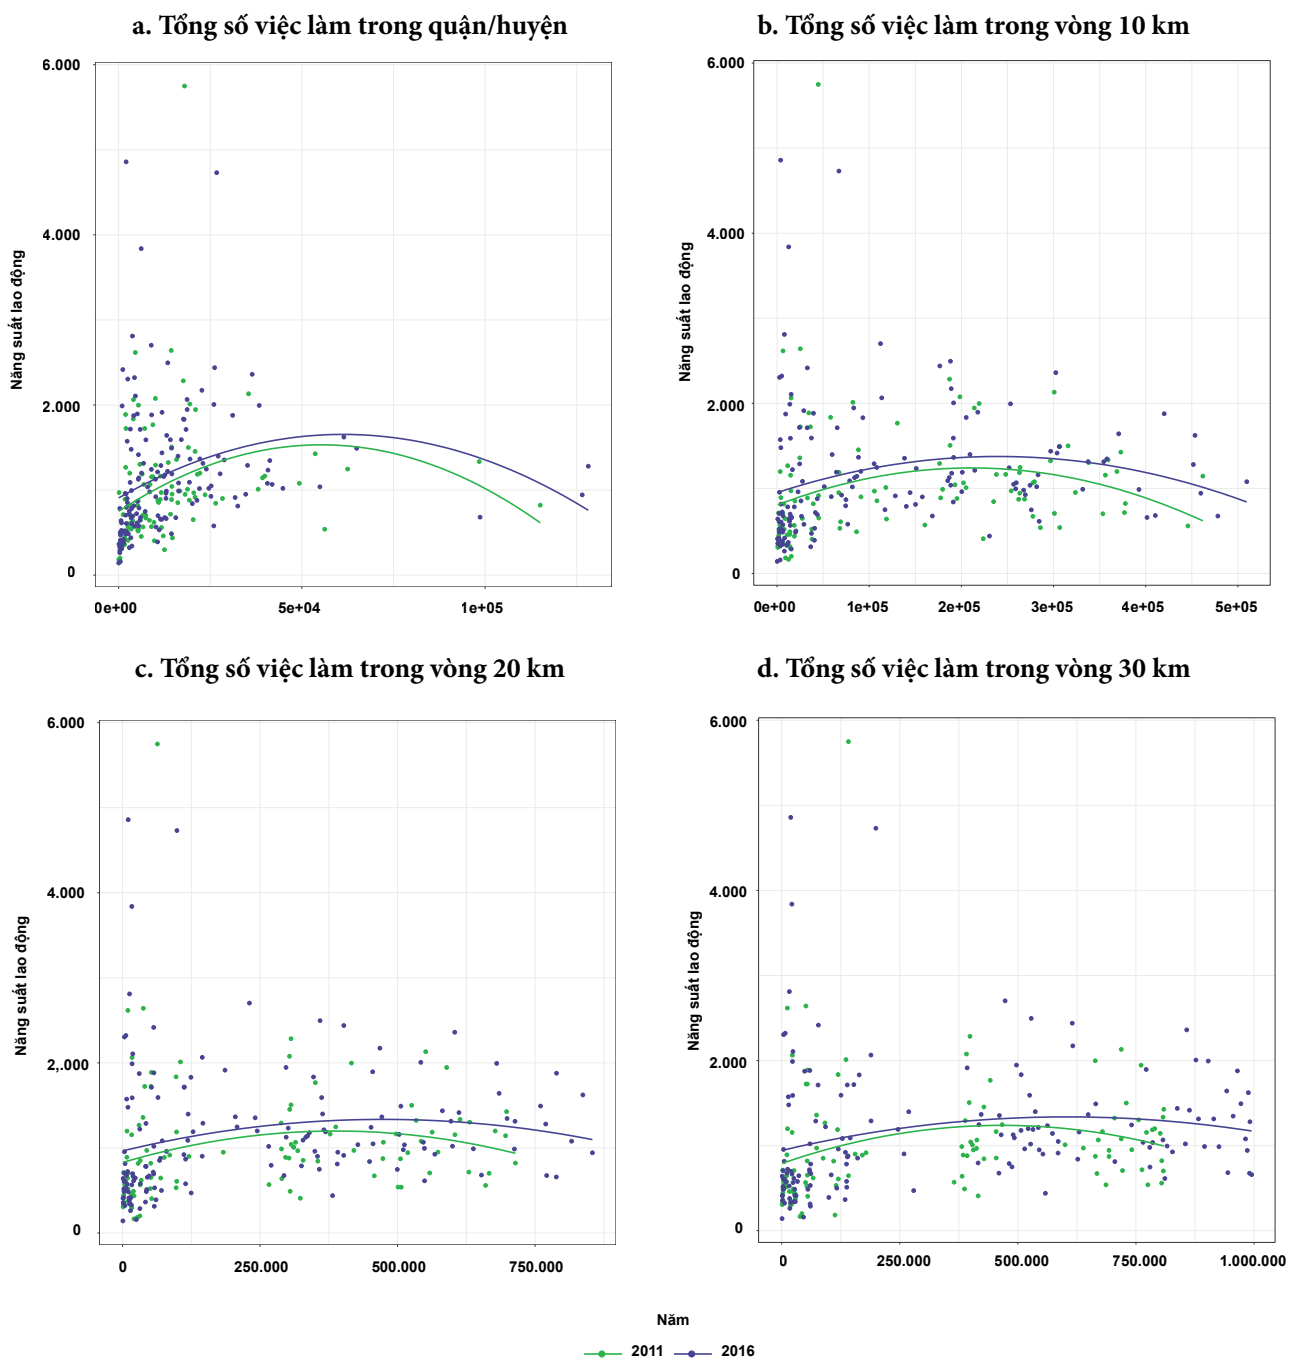 a. Tổng số việc làm trong quận/huyện
6.000
4.000
2.000
0
Năng suất lao động
0e+00 5e+04 1e+05
b. Tổng số việc làm trong vòng 10 km
6.000
4.000
2.000
0
Năng suất lao động
0e+00 1e+05 2e+05 3e+05 4e+05 5e+05
c. Tổng số việc làm trong vòng 20 km
6.000
4.000
2,000
0
Năng suất lao động
0 250.000 500.000 750.000
d. Tổng số việc làm trong vòng 30 km
6.000
4.000
2.000
0
Năng suất lao động
0 250.000 500.000 750.000 1.000.000
Năm
2011 2016